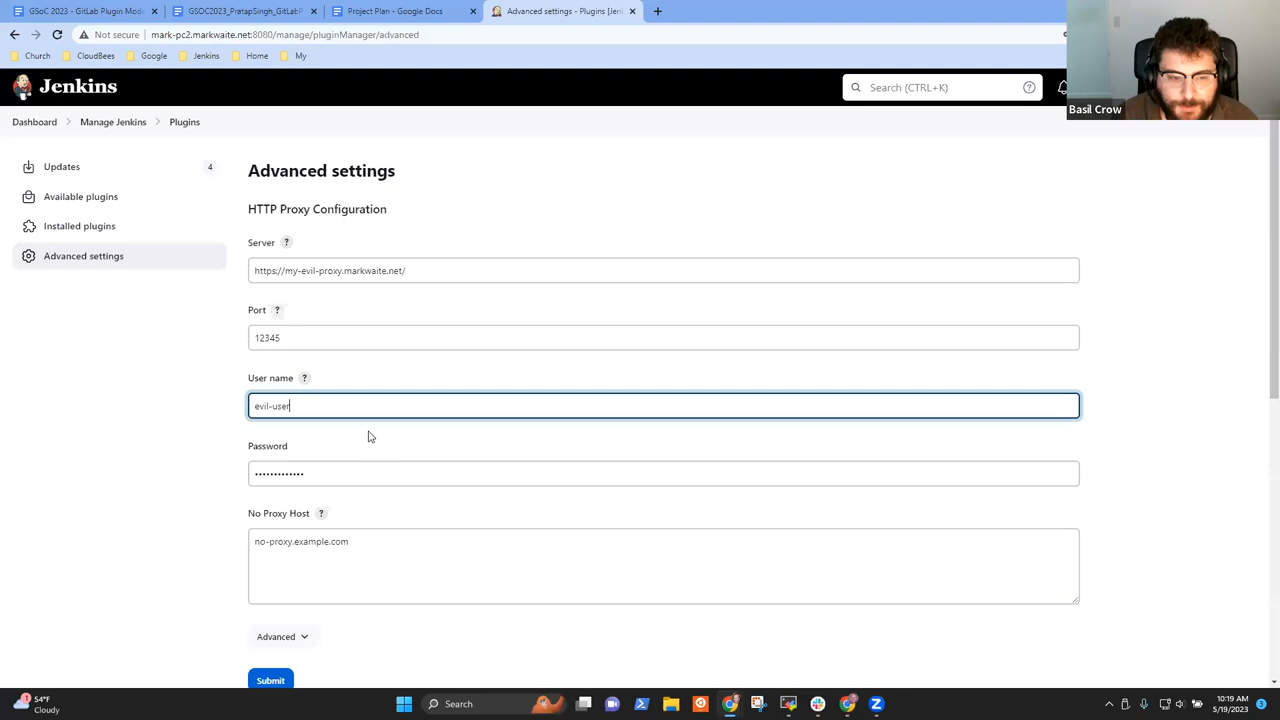 GSoC 2023 - GitLab Plugin Mode
GSOC2023_PratapSingh_GitLabP
Project Plan - Google Docs
Advanced settings - Plugins [Jen
Not secure
mark-pc2.markwaite.net:8080/manage/pluginManager/advanced
Church
CloudBees
Google
Jenkins
Home
My
Jenkins
Search (CTRL+K)
Basil Crow
Dashboard
Manage Jenkins
Plugins
Updates
4
Available plugins
Installed plugins
Advanced settings
Advanced settings
HTTP Proxy Configuration
Server ?
https://my-evil-proxy.markwaite.net/
Port ?
12345
User name ?
evil-user
Password
•••••••••••••
No Proxy Host ?
no-proxy.example.com
Advanced
Submit
1
54°F
Cloudy
Search
10:19 AM
5/19/2023
3